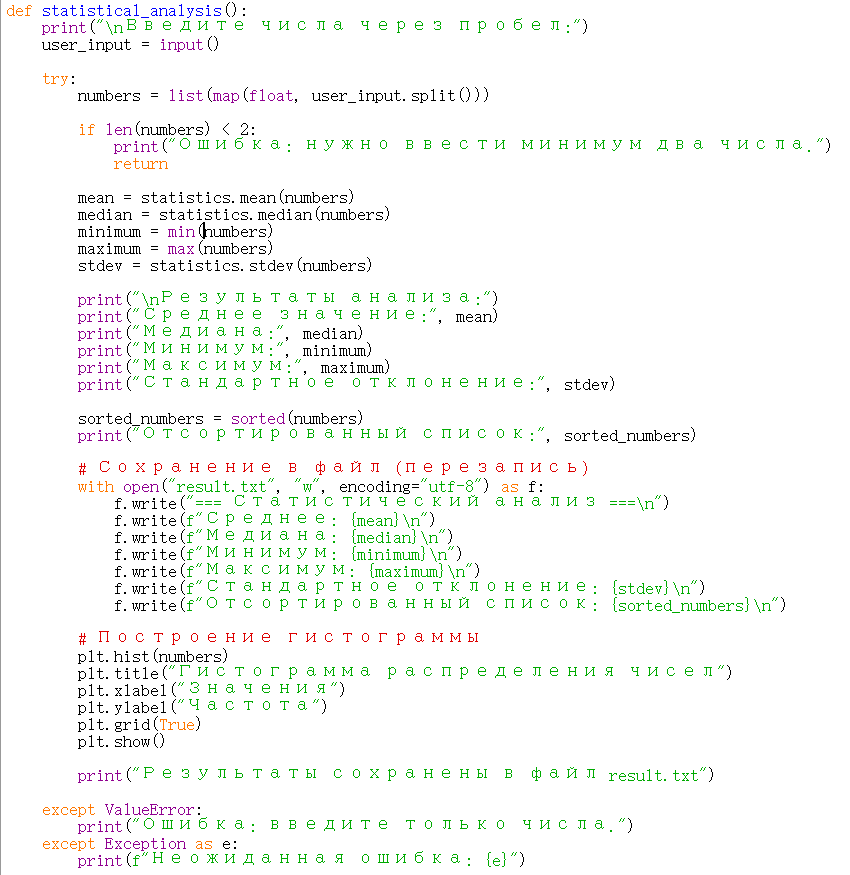 def statistical_analysis():
    print("\nВведите числа через пробел:")
    user_input = input()

    try:
        numbers = list(map(float, user_input.split()))

        if len(numbers) < 2:
            print("Ошибка: нужно ввести минимум два числа.")
            return

        mean = statistics.mean(numbers)
        median = statistics.median(numbers)
        minimum = min(numbers)
        maximum = max(numbers)
        stdev = statistics.stdev(numbers)

        print("\nРезультаты анализа:")
        print("Среднее значение:", mean)
        print("Медиана:", median)
        print("Минимум:", minimum)
        print("Максимум:", maximum)
        print("Стандартное отклонение:", stdev)

        sorted_numbers = sorted(numbers)
        print("Отсортированный список:", sorted_numbers)

        # Сохранение в файл (перезапись)
        with open("result.txt", "w", encoding="utf-8") as f:
            f.write("=== Статистический анализ ===\n")
            f.write(f"Среднее: {mean}\n")
            f.write(f"Медиана: {median}\n")
            f.write(f"Минимум: {minimum}\n")
            f.write(f"Максимум: {maximum}\n")
            f.write(f"Стандартное отклонение: {stdev}\n")
            f.write(f"Отсортированный список: {sorted_numbers}\n")

        # Построение гистограммы
        plt.hist(numbers)
        plt.title("Гистограмма распределения чисел")
        plt.xlabel("Значения")
        plt.ylabel("Частота")
        plt.grid(True)
        plt.show()

        print("Результаты сохранены в файл result.txt")

    except ValueError:
        print("Ошибка: введите только числа.")
    except Exception as e:
        print(f"Неожиданная ошибка: {e}")